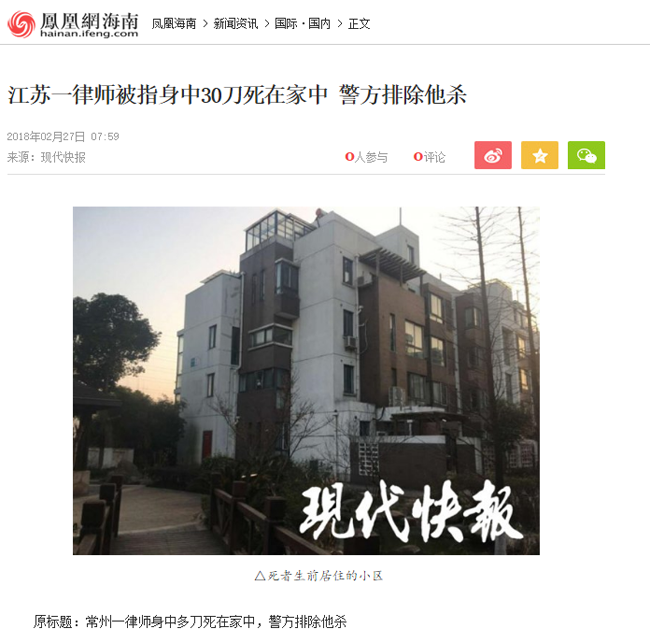 鳳凰網海南
hainan.ifeng.com
凤凰海南 > 新闻资讯 > 国际·国内 > 正文
江苏一律师被指身中30刀死在家中 警方排除他杀
2018年02月27日 07:59
来源：现代快报
0人参与 0评论
现代快報
△死者生前居住的小区
原标题：常州一律师身中多刀死在家中，警方排除他杀